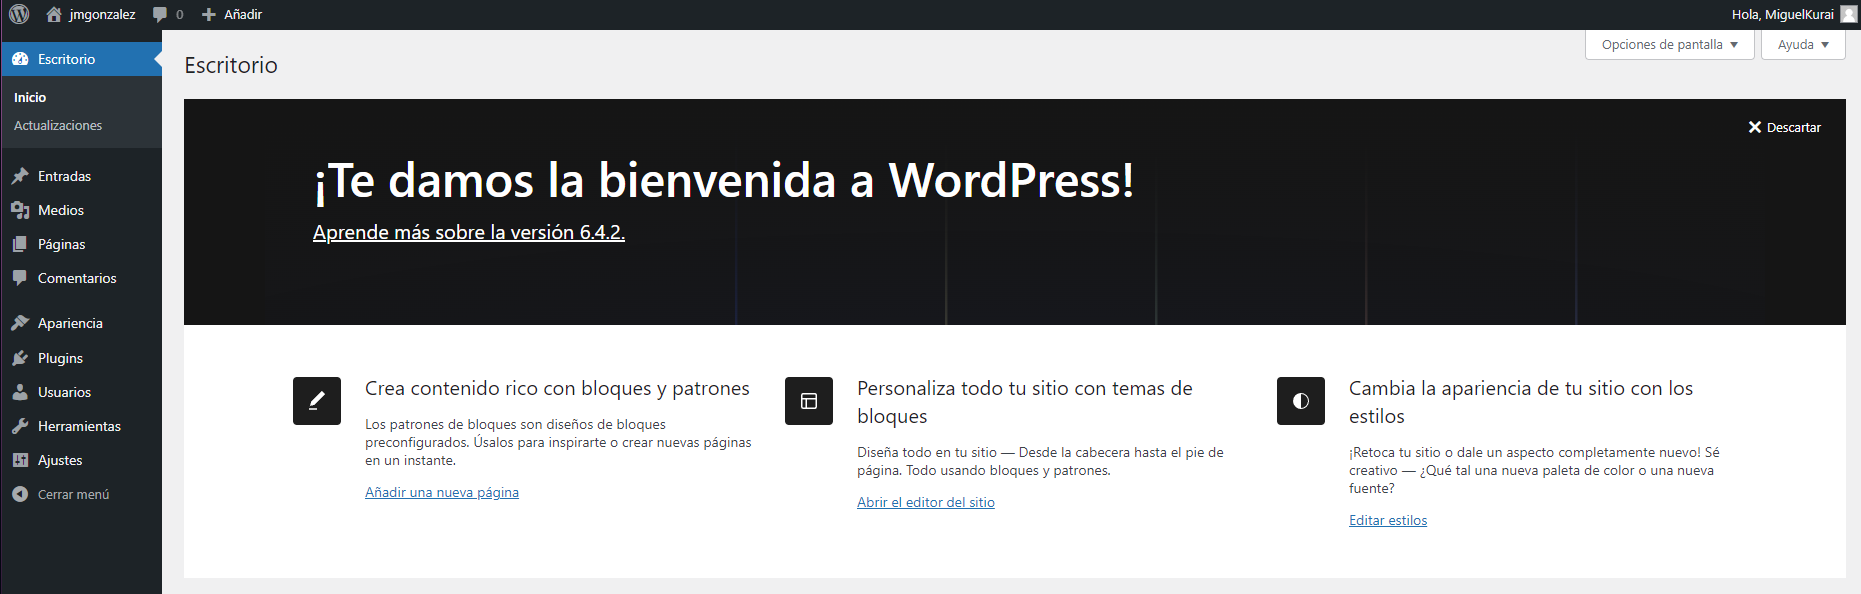 jmgonzalez 0 Añadir Hola, MiguelKurai
Opciones de pantalla Ayuda
Escritorio
Inicio
Actualizaciones
Entradas
Medios
Páginas
Comentarios
Apariencia
Plugins
Usuarios
Herramientas
Ajustes
Cerrar menú
Escritorio
Descartar
¡Te damos la bienvenida a WordPress!
Aprende más sobre la versión 6.4.2.
Crea contenido rico con bloques y patrones
Los patrones de bloques son diseños de bloques
preconfigurados. Úsalos para inspirarte o crear nuevas páginas
en un instante.
Añadir una nueva página
Personaliza todo tu sitio con temas de
bloques
Diseña todo en tu sitio — Desde la cabecera hasta el pie de
página. Todo usando bloques y patrones.
Abrir el editor del sitio
Cambia la apariencia de tu sitio con los
estilos
¡Retoca tu sitio o dale un aspecto completamente nuevo! Sé
creativo — ¿Qué tal una nueva paleta de color o una nueva
fuente?
Editar estilos